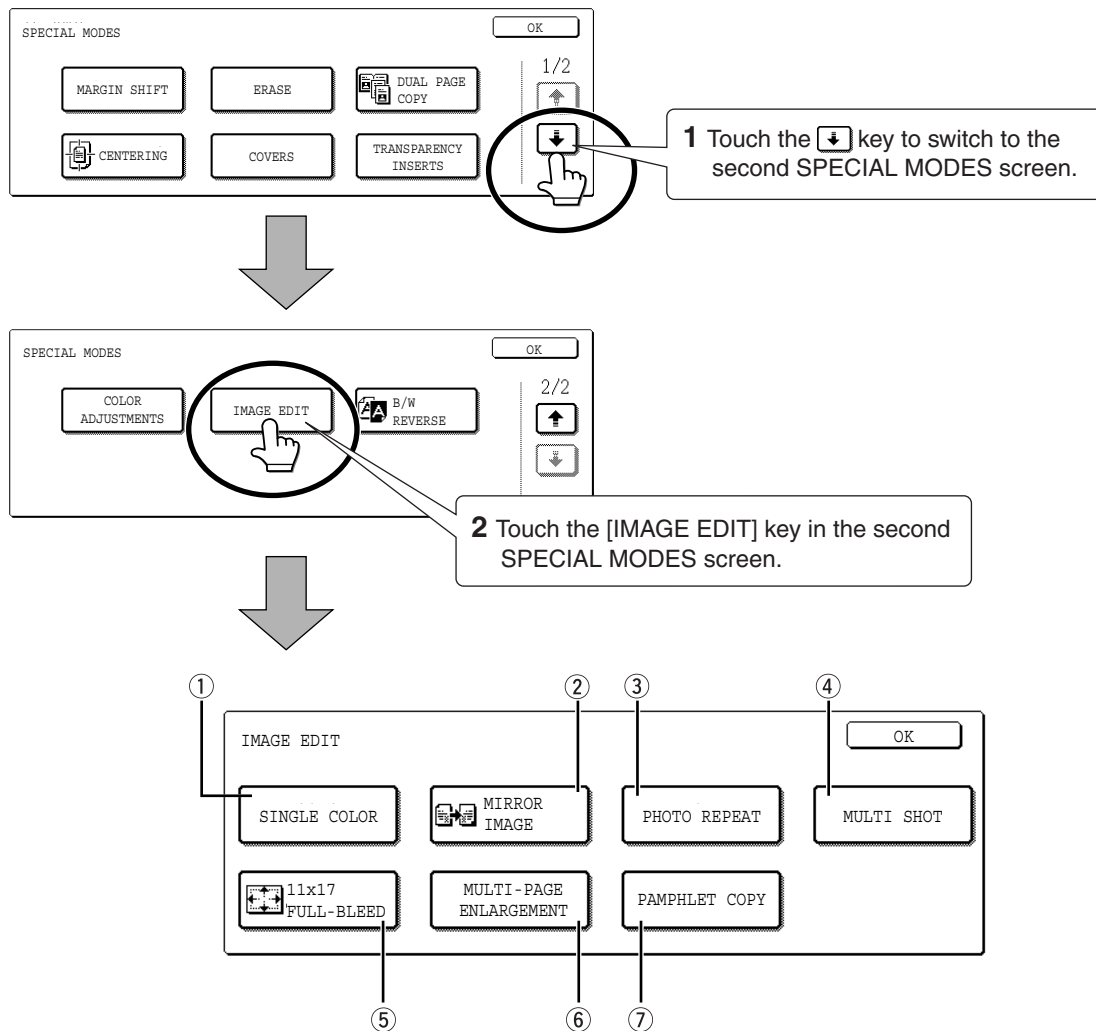 SPECIAL MODES
OK
1/2
MARGIN SHIFT
ERASE
DUAL PAGE
COPY
CENTERING
COVERS
TRANSPARENCY
INSERTS
1 Touch the key to switch to the
second SPECIAL MODES screen.
SPECIAL MODES
OK
2/2
COLOR
ADJUSTMENTS
IMAGE EDIT
B/W
REVERSE
2 Touch the [IMAGE EDIT] key in the second
SPECIAL MODES screen.
① ② ③ ④
IMAGE EDIT
OK
SINGLE COLOR
MIRROR
IMAGE
PHOTO REPEAT
MULTI SHOT
11x17
FULL-BLEED
MULTI-PAGE
ENLARGEMENT
PAMPHLET COPY
⑤ ⑥ ⑦